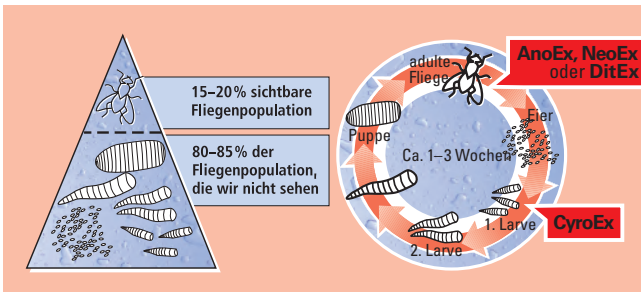 15–20% sichtbare
Fliegenpopulation
80–85% der
Fliegenpopulation,
die wir nicht sehen
AnoEx, NeoEx
oder DitEx
adulte
Fliege
Eier
Puppe
Ca. 1–3 Wochen
1. Larve
CyroEx
2. Larve